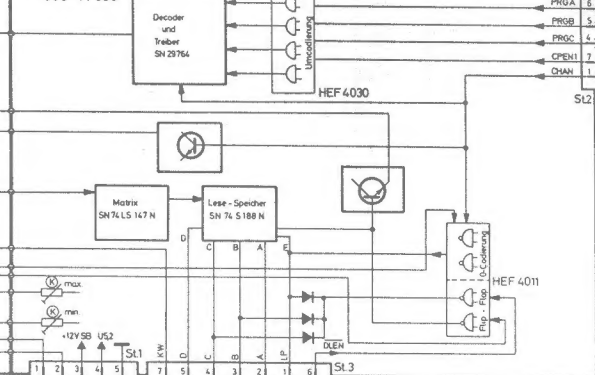 PRGA 6
PRGB 5
PRGC 4
CPEN1 7
CHAN 1
St2
Decoder
und
Treiber
SN 29764
Umcodierung
HEF 4030
Matrix
SN 74 LS 147 N
Lese-Speicher
SN 74 S 188 N
D C B A E
O-Codierung
HEF 4011
Flip-Flop
K max
K min
+12V SB U5,2
St.1
1 2 3 4 5
KW D C B A LP DLEN
7 5 4 3 2 1 6
St.3